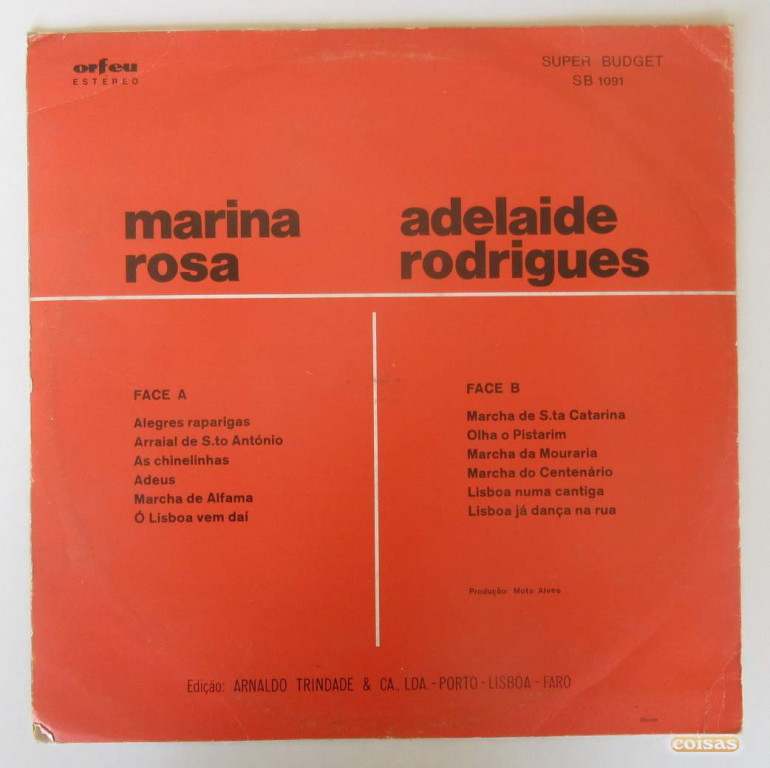 orfeu
ESTÉREO
SUPER BUDGET
SB 1091
marina
rosa
adelaide
rodrigues
FACE A
Alegres raparigas
Arraial de S.to António
As chinelinhas
Adeus
Marcha de Alfama
Ó Lisboa vem daí
FACE B
Marcha de S.ta Catarina
Olha o Pistarim
Marcha da Mouraria
Marcha do Centenário
Lisboa numa cantiga
Lisboa já dança na rua
Produção: Mota Alves
Edição: ARNALDO TRINDADE & CA., LDA. - PORTO - LISBOA - FARO
coisas